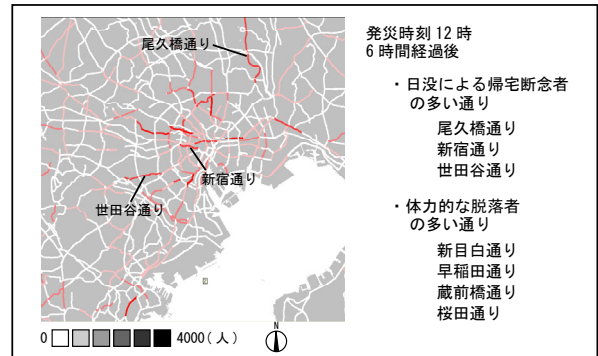 尾久橋通り
新宿通り
世田谷通り
0
4000(人)
N
発災時刻 12 時
6 時間経過後
・日没による帰宅断念者
の多い通り
尾久橋通り
新宿通り
世田谷通り
・体力的な脱落者
の多い通り
新目白通り
早稲田通り
蔵前橋通り
桜田通り